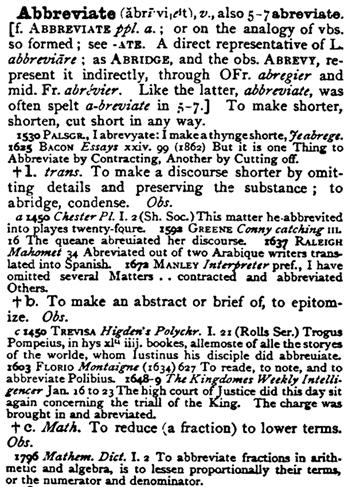 Abbreviate (ăbrī·vi,eⁱt), v., also 5-7 abreviate.
[f. ABBREVIATE ppl. a.; or on the analogy of vbs.
so formed; see -ATE. A direct representative of L.
abbreviāre; as ABRIDGE, and the obs. ABREVY, re-
present it indirectly, through OFr. abregier and
mid. Fr. abrévier. Like the latter, abbreviate, was
often spelt a-breviate in 5-7.] To make shorter,
shorten, cut short in any way.
1530 PALSGR., I abrevyate: I make a thynge shorte, Je abrege.
1625 BACON Essays xxiv. 99 (1862) But it is one Thing to
Abbreviate by Contracting, Another by Cutting off.
†1. trans. To make a discourse shorter by omit-
ting details and preserving the substance; to
abridge, condense. Obs.
a 1450 Chester Pl. I. 2 (Sh. Soc.) This matter he abbrevited
into playes twenty-foure. 1592 GREENE Conny catching III.
16 The queane abreuiated her discourse. 1637 RALEIGH
Mahomet 34 Abreviated out of two Arabique writers trans-
lated into Spanish. 1672 MANLEY Interpreter pref., I have
omitted several Matters .. contracted and abbreviated
Others.
†b. To make an abstract or brief of, to epitom-
ize. Obs.
c 1450 TREVISA Higden's Polychr. I. 21 (Rolls Ser.) Trogus
Pompeius, in hys xlᵗⁱ iiij. bookes, allemoste of alle the storyes
of the worlde, whom Iustinus his disciple did abbreuiate.
1603 FLORIO Montaigne (1634) 627 To reade, to note, and to
abbreviate Polibius. 1648-9 The Kingdomes Weekly Intelli-
gencer Jan. 16 to 23 The high court of Justice did this day sit
again concerning the triall of the King. The charge was
brought in and abreviated.
†c. Math. To reduce (a fraction) to lower terms.
Obs.
1796 Mathem. Dict. I. 2 To abbreviate fractions in arith-
metic and algebra, is to lessen proportionally their terms,
or the numerator and denominator.